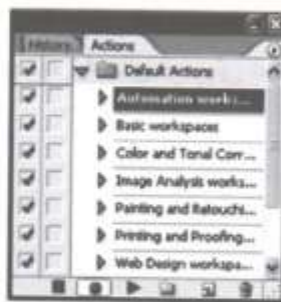 History Actions
Default Actions
Automation works...
Basic workspaces
Color and Tonal Corr...
Image Analysis works...
Painting and Retouchi...
Printing and Proofing...
Web Design workspa...